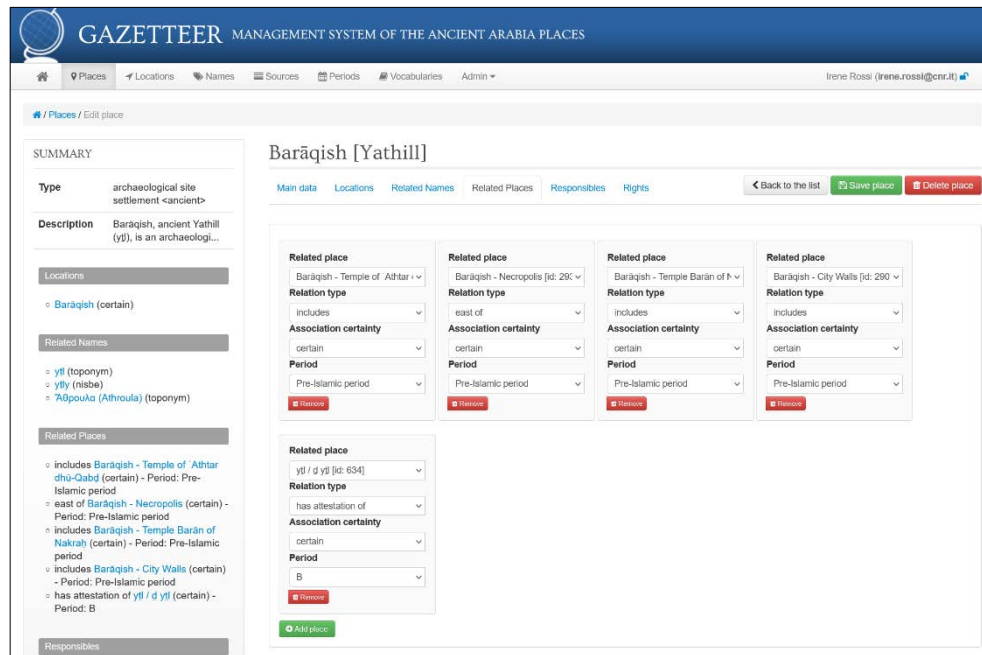 GAZETTEER MANAGEMENT SYSTEM OF THE ANCIENT ARABIA PLACES
Places Locations Names Sources Periods Vocabularies Admin Irene Rossi (irene.rossi@cnr.it)
/ Places / Edit place
SUMMARY
Type archaeological site
settlement <ancient>
Description Barāqish, ancient Yathill
(yṯl), is an archaeologi...
Locations
Barāqish (certain)
Related Names
yṯl (toponym)
yṯly (nisbe)
Ἄθρουλα (Athroula) (toponym)
Related Places
includes Barāqish - Temple of ʿAthtar
dhū-Qabḍ (certain) - Period: Pre-
Islamic period
east of Barāqish - Necropolis (certain) -
Period: Pre-Islamic period
includes Barāqish - Temple Barān of
Nakraḥ (certain) - Period: Pre-Islamic
period
includes Barāqish - City Walls (certain)
- Period: Pre-Islamic period
has attestation of yṯl / ḏ yṯl (certain) -
Period: B
Responsibles
Barāqish [Yathill]
Main data Locations Related Names Related Places Responsibles Rights Back to the list Save place Delete place
Related place Related place Related place Related place
Barāqish - Temple of ʿAthtar Barāqish - Necropolis [id: 29 Barāqish - Temple Barān of N Barāqish - City Walls [id: 290
Relation type Relation type Relation type Relation type
includes east of includes includes
Association certainty Association certainty Association certainty Association certainty
certain certain certain certain
Period Period Period Period
Pre-Islamic period Pre-Islamic period Pre-Islamic period Pre-Islamic period
Remove Remove Remove Remove
Related place
yṯl / ḏ yṯl [id: 634]
Relation type
has attestation of
Association certainty
certain
Period
B
Remove
Add place